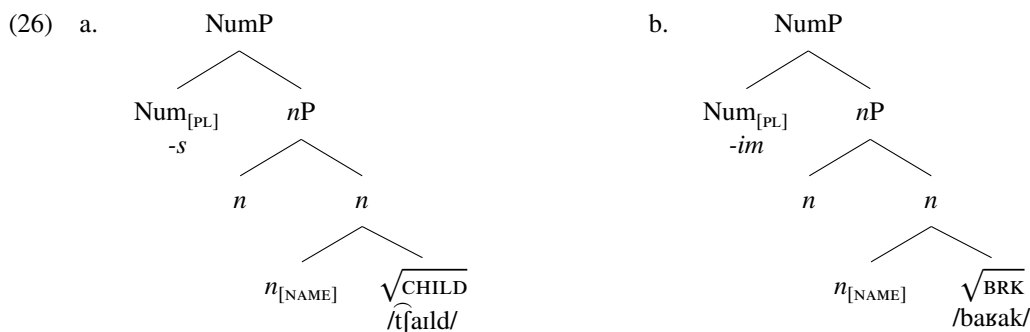 (26) a. NumP b. NumP
Num[PL] nP Num[PL] nP
-s -im
n n n n
n[NAME] √CHILD n[NAME] √BRK
/t͡ʃaɪld/ /baʁak/